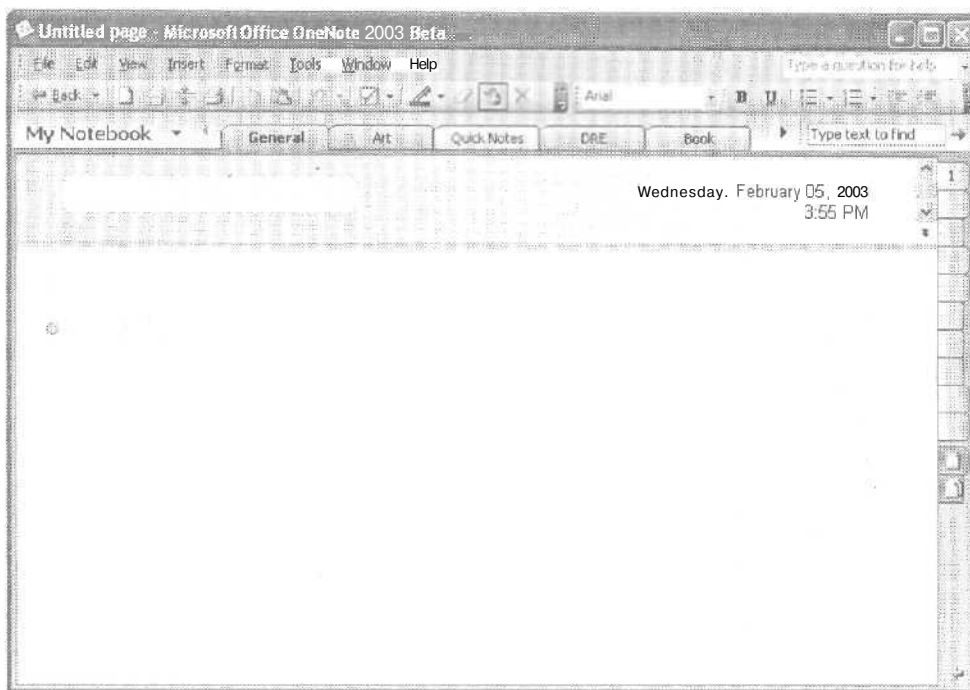 Untitled page - Microsoft Office OneNote 2003 Beta
File Edit View Insert Format Tools Window Help Type a question for help
Back Arial B U
My Notebook General Art Quick Notes DRE Book Type text to find
1
Wednesday. February 05, 2003
3:55 PM